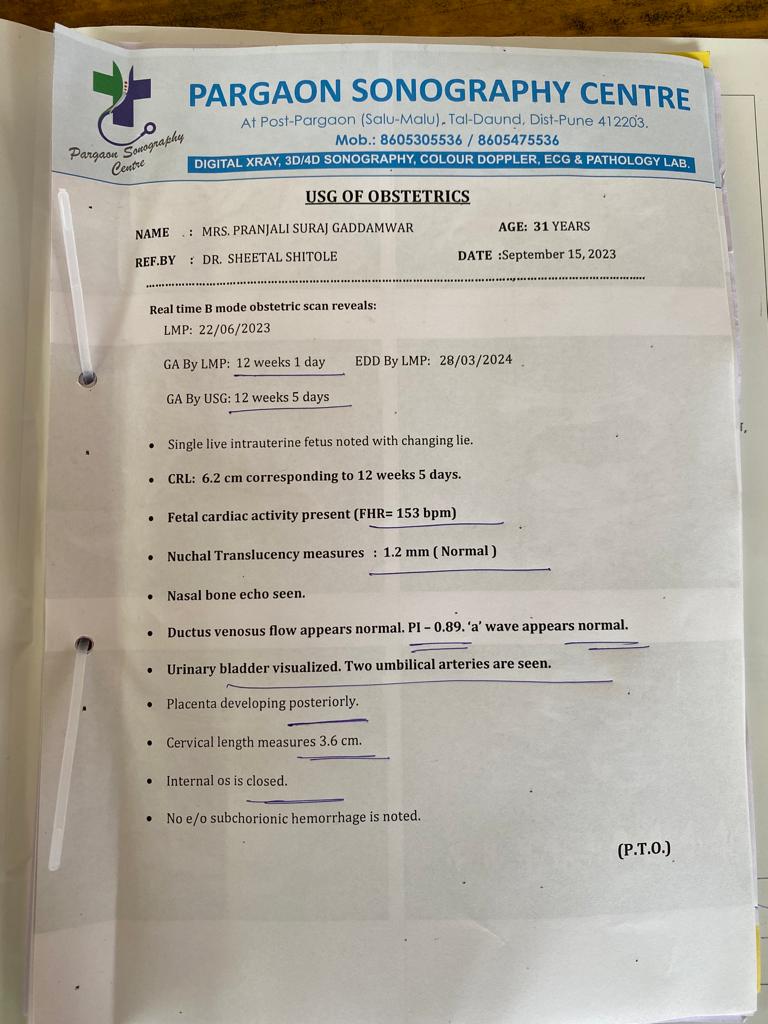 PARGAON SONOGRAPHY CENTRE
At Post-Pargaon (Salu-Malu), Tal-Daund, Dist-Pune 412203.
Mob.: 8605305536 / 8605475536
Pargaon Sonography
Centre
DIGITAL XRAY, 3D/4D SONOGRAPHY, COLOUR DOPPLER, ECG & PATHOLOGY LAB.
USG OF OBSTETRICS
NAME : MRS. PRANJALI SURAJ GADDAMWAR AGE: 31 YEARS
REF.BY : DR. SHEETAL SHITOLE DATE :September 15, 2023
Real time B mode obstetric scan reveals:
LMP: 22/06/2023
GA By LMP: 12 weeks 1 day EDD By LMP: 28/03/2024
GA By USG: 12 weeks 5 days
• Single live intrauterine fetus noted with changing lie.
• CRL: 6.2 cm corresponding to 12 weeks 5 days.
• Fetal cardiac activity present (FHR= 153 bpm)
• Nuchal Translucency measures : 1.2 mm ( Normal )
• Nasal bone echo seen.
• Ductus venosus flow appears normal. PI – 0.89. ‘a’ wave appears normal.
• Urinary bladder visualized. Two umbilical arteries are seen.
• Placenta developing posteriorly.
• Cervical length measures 3.6 cm.
• Internal os is closed.
• No e/o subchorionic hemorrhage is noted.
(P.T.O.)